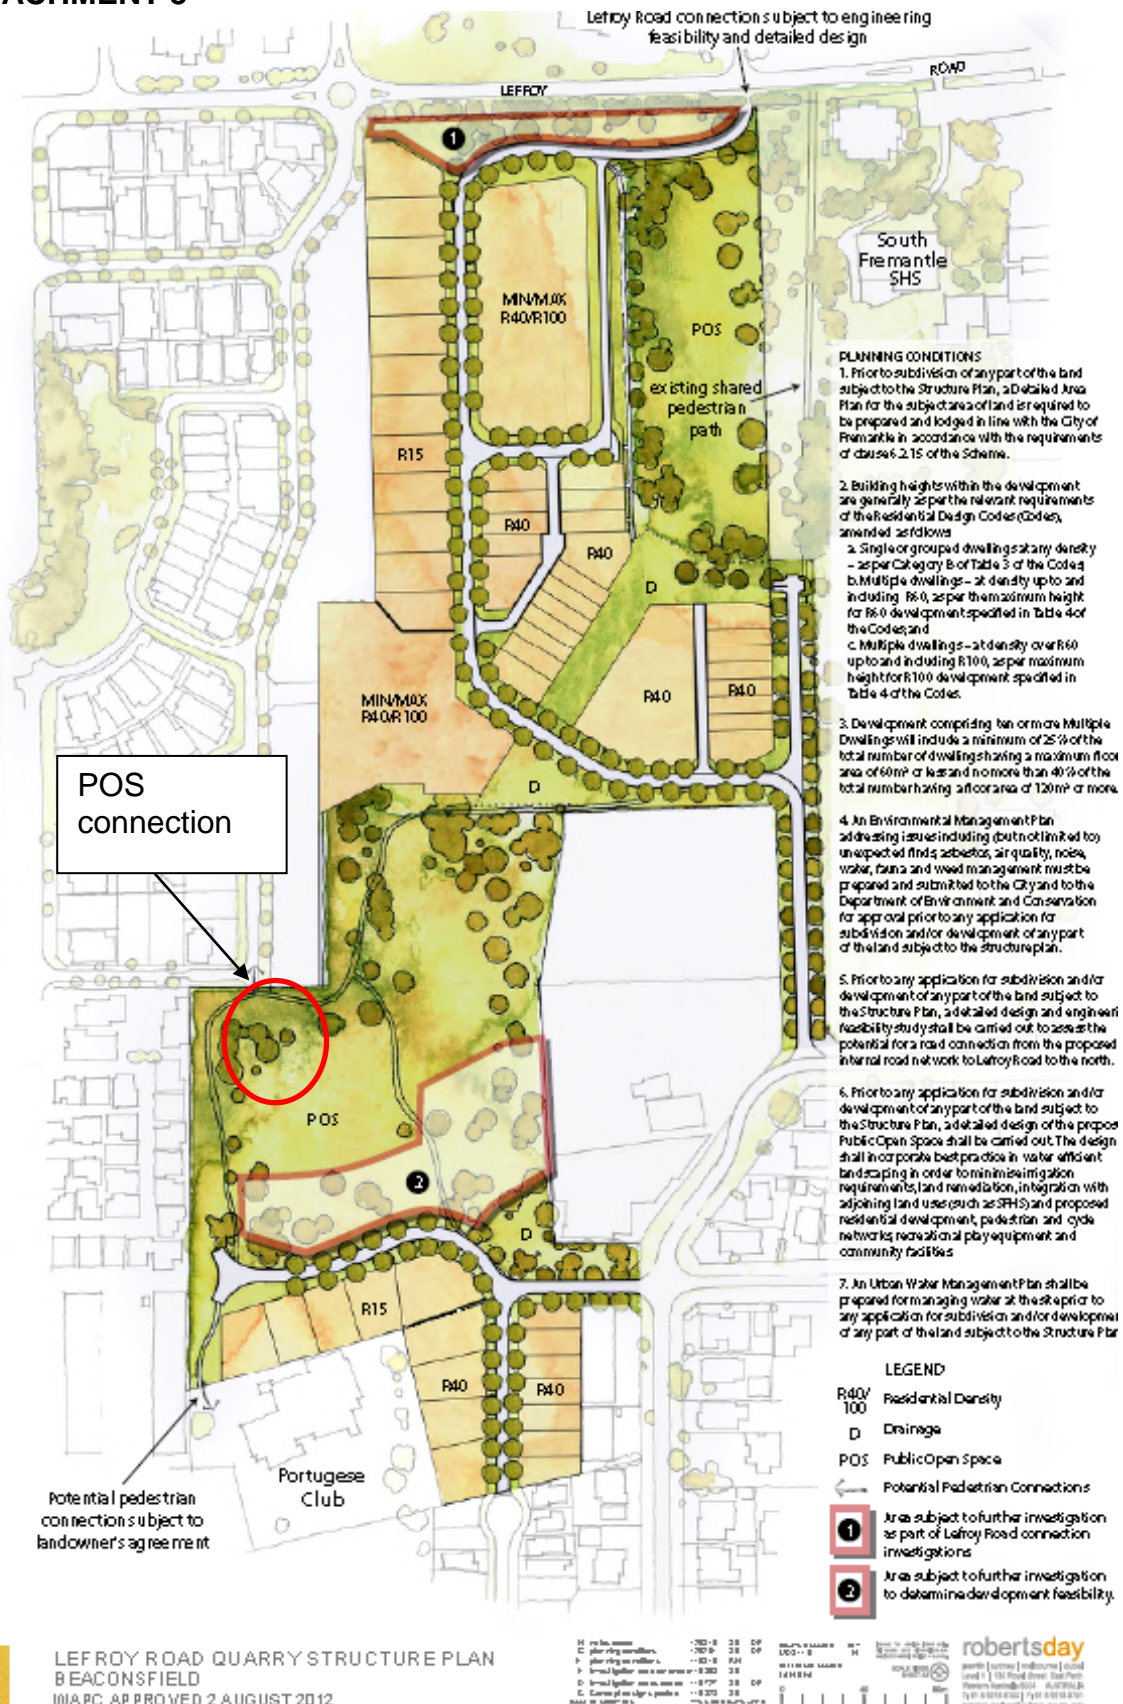 ACHMENT 3
Lefroy Road connection subject to engineering
feasibility and detailed design
LEFROY
ROAD
1
South
Fremantle
SHS
MIN/MAX
R40/R100
POS
existing shared
pedestrian
path
R15
R40
R40
D
MIN/MAX
R40/R100
R40
R40
D
POS
connection
POS
2
D
R15
R40
R40
Portugese
Club
Potential pedestrian
connection subject to
landowner's agreement
PLANNING CONDITIONS
1. Prior to subdivision of any part of the land
subject to the Structure Plan, a Detailed Area
Plan for the subject area of land is required to
be prepared and lodged in line with the City of
Fremantle in accordance with the requirements
of clause 6.2.15 of the Scheme.
2. Building heights within the development
are generally as per the relevant requirements
of the Residential Design Codes (Codes),
amended as follows
a. Single or grouped dwellings at any density
– as per Category B of Table 3 of the Codes;
b. Multiple dwellings – at density up to and
including R60, as per the maximum height
for R60 development specified in Table 4 of
the Codes; and
c. Multiple dwellings – at density over R60
up to and including R100, as per maximum
height for R100 development specified in
Table 4 of the Codes.
3. Development comprising ten or more Multiple
Dwellings will include a minimum of 25% of the
total number of dwellings having a maximum floor
area of 60m² or less and no more than 40% of the
total number having a floor area of 120m² or more.
4. An Environmental Management Plan
addressing issues including (but not limited to)
unexpected finds, asbestos, air quality, noise,
water, fauna and weed management must be
prepared and submitted to the City and to the
Department of Environment and Conservation
for approval prior to any application for
subdivision and/or development of any part
of the land subject to the structure plan.
5. Prior to any application for subdivision and/or
development of any part of the land subject to
the Structure Plan, a detailed design and engineeri
feasibility study shall be carried out to assess the
potential for a road connection from the proposed
internal road network to Lefroy Road to the north.
6. Prior to any application for subdivision and/or
development of any part of the land subject to
the Structure Plan, a detailed design of the propos
Public Open Space shall be carried out. The design
shall incorporate best practice in water efficient
landscaping in order to minimise irrigation
requirements, land remediation, integration with
adjoining land uses (such as SFHS) and proposed
residential development, pedestrian and cycle
networks, recreational play equipment and
community facilities
7. An Urban Water Management Plan shall be
prepared for managing water at the site prior to
any application for subdivision and/or developmen
of any part of the land subject to the Structure Plan
LEGEND
R40/
100
Residential Density
D Drainage
POS Public Open Space
Potential Pedestrian Connections
1
Area subject to further investigation
as part of Lefroy Road connection
investigations
2
Area subject to further investigation
to determine development feasibility.
LEFROY ROAD QUARRY STRUCTURE PLAN
BEACONSFIELD
WAPC APPROVED 2 AUGUST 2012
robertsday